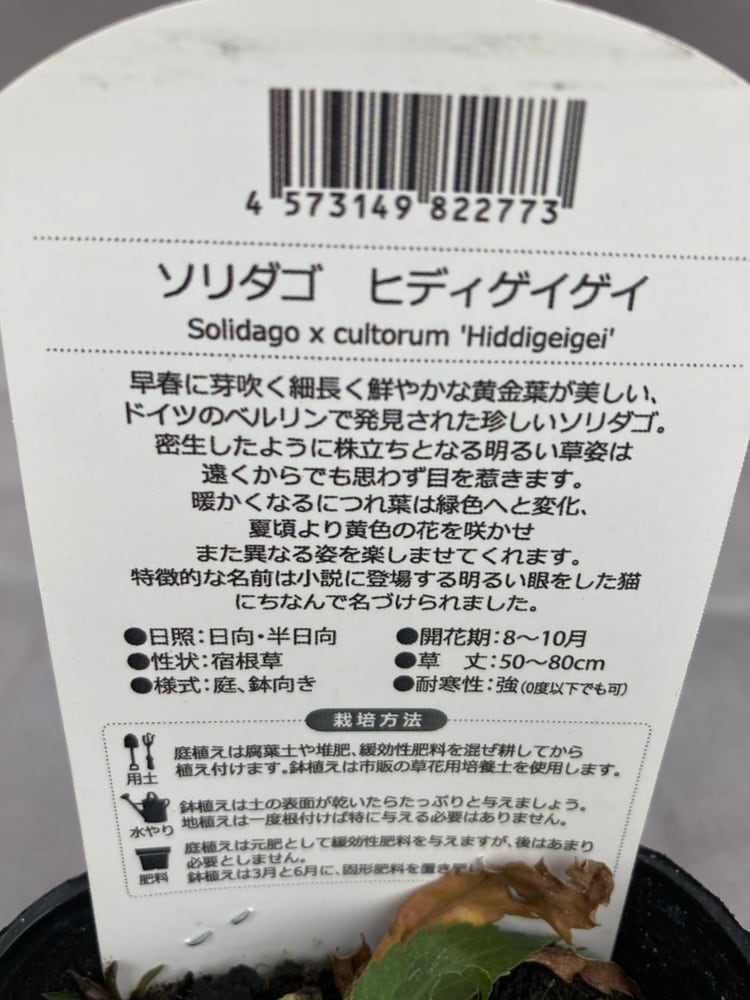 4 573149 822773
ソリダゴ　ヒディゲイゲイ
Solidago x cultorum 'Hiddigeigei'
早春に芽吹く細長く鮮やかな黄金葉が美しい、
ドイツのベルリンで発見された珍しいソリダゴ。
密生したように株立ちとなる明るい草姿は
遠くからでも思わず目を惹きます。
暖かくなるにつれ葉は緑色へと変化、
夏頃より黄色の花を咲かせ
また異なる姿を楽しませてくれます。
特徴的な名前は小説に登場する明るい眼をした猫
にちなんで名づけられました。
●日照：日向・半日向　●開花期：8～10月
●性状：宿根草　●草　丈：50～80cm
●様式：庭、鉢向き　●耐寒性：強（0度以下でも可）
栽培方法
用土　庭植えは腐葉土や堆肥、緩効性肥料を混ぜ耕してから
植え付けます。鉢植えは市販の草花用培養土を使用します。
水やり　鉢植えは土の表面が乾いたらたっぷりと与えましょう。
地植えは一度根付けば特に与える必要はありません。
肥料　庭植えは元肥として緩効性肥料を与えますが、後はあまり
必要としません。
鉢植えは3月と6月に、固形肥料を置き肥